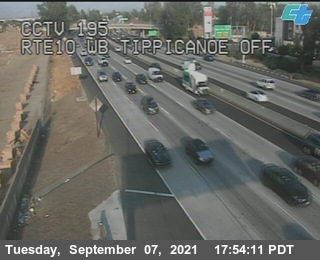 CCTV 195
RTE10 WB TIPPICANOE OFF
Tuesday, September 07, 2021 17:54:11 PDT